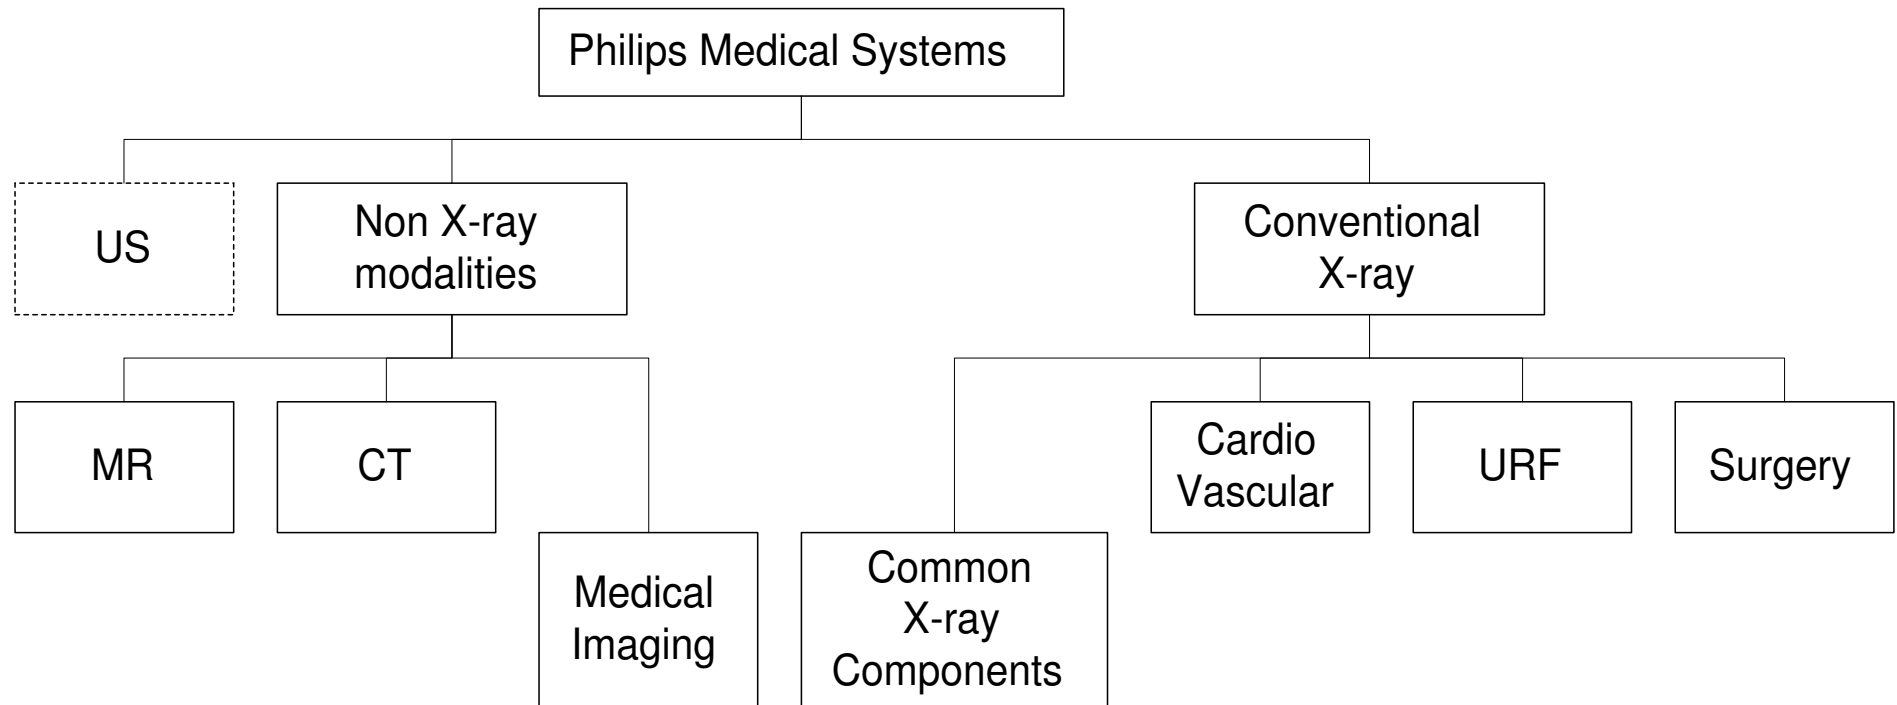 Philips Medical Systems
US
Non X-ray
modalities
Conventional
X-ray
MR
CT
Cardio
Vascular
URF
Surgery
Medical
Imaging
Common
X-ray
Components